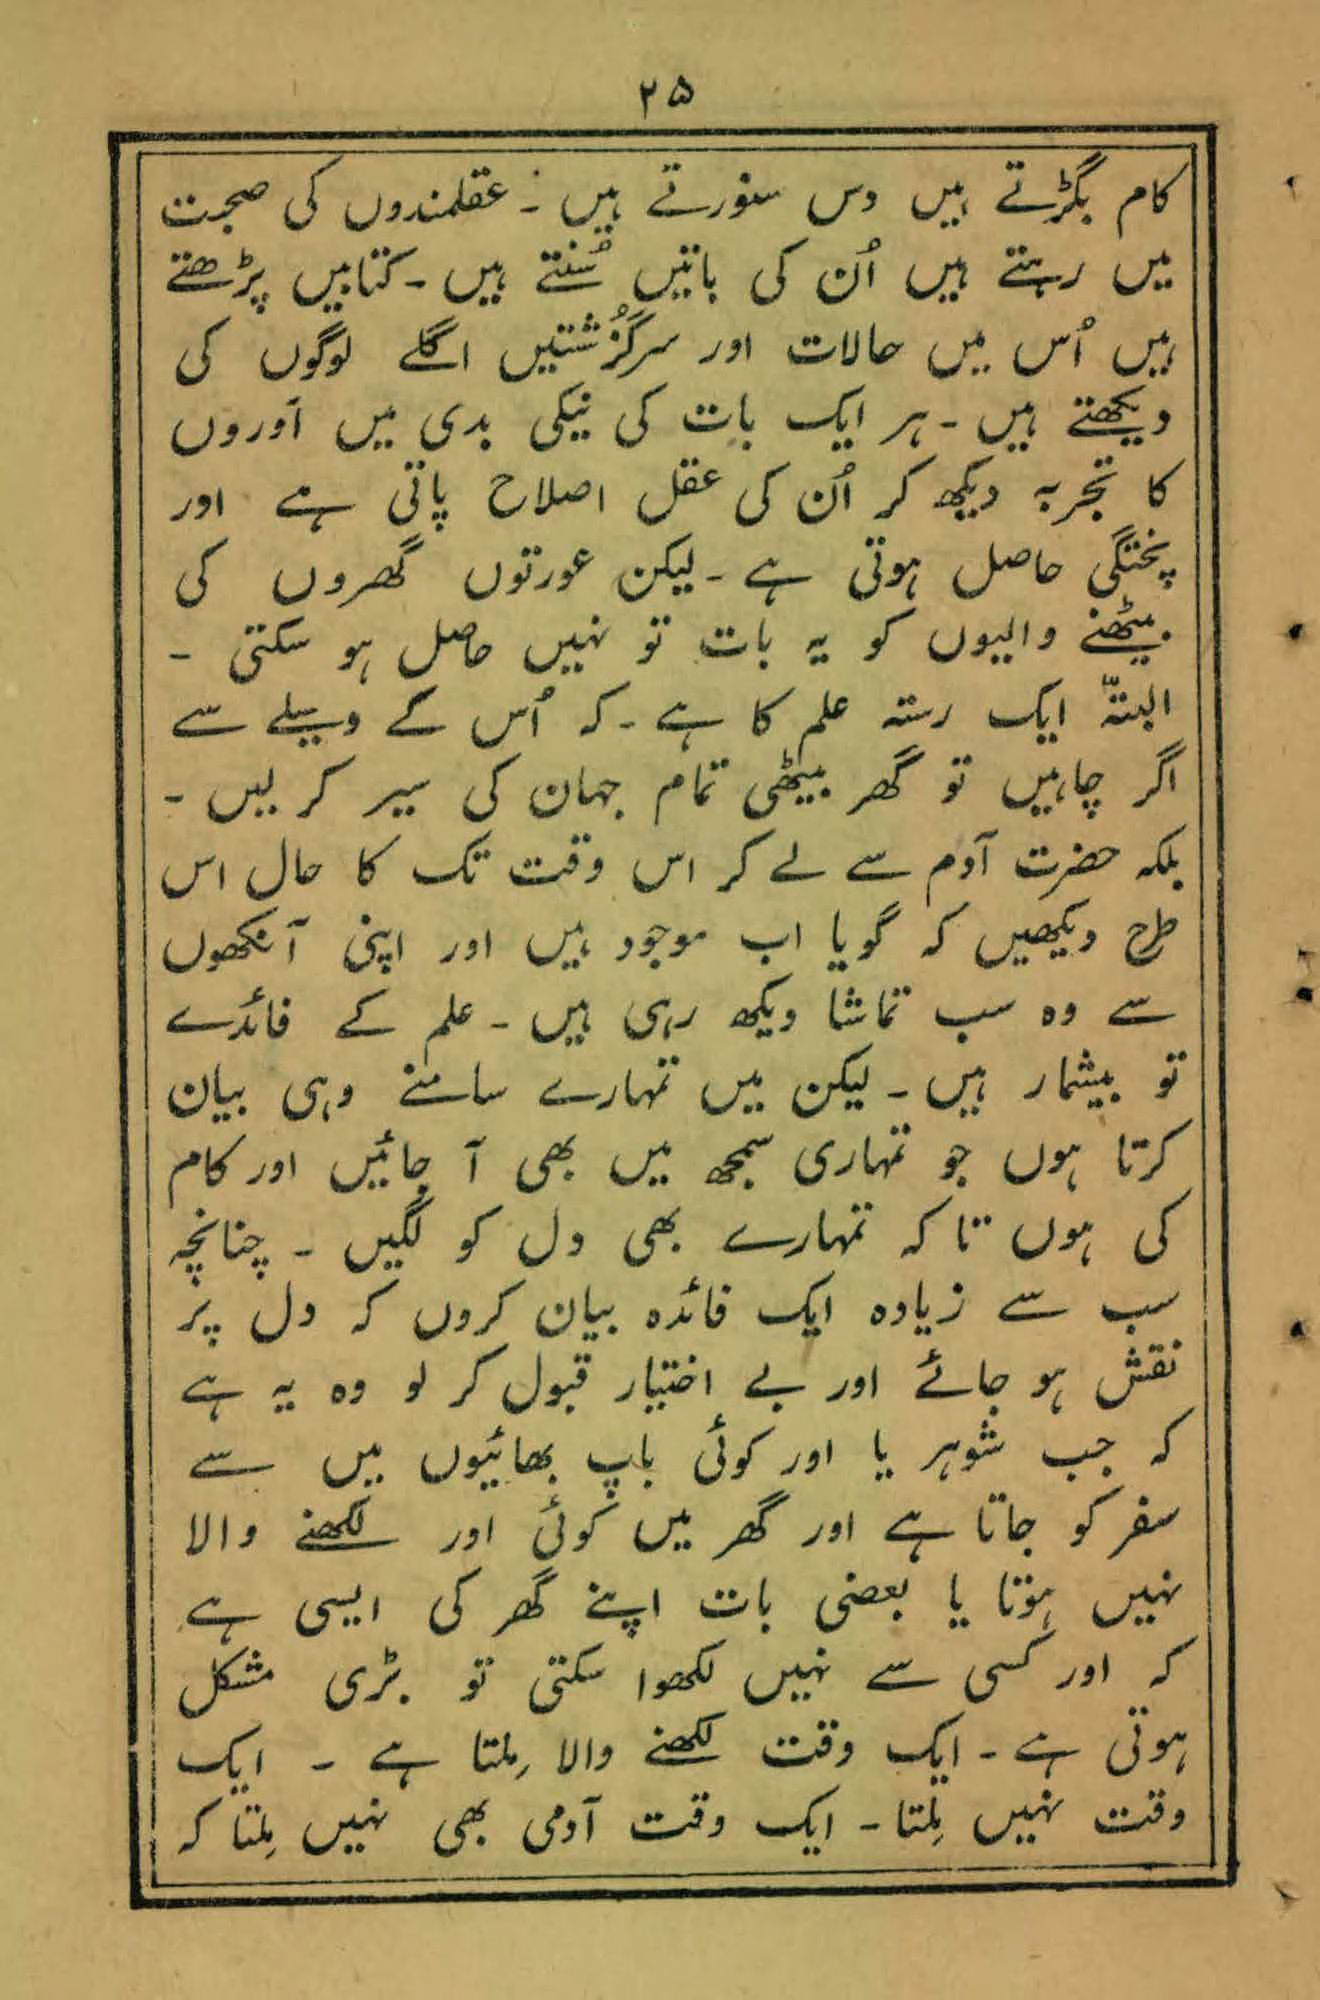 ۲۵
کام بگڑتے ہیں دس سنورتے ہیں ۔ عقلمندوں کی صحبت
میں رہتے ہیں اُن کی باتیں سُنتے ہیں ۔ کتابیں پڑھتے
ہیں اُس میں حالات اور سرگزُشتیں اگلے لوگوں کی
دیکھتے ہیں ۔ ہر ایک بات کی نیکی بدی میں اَوروں
کا تجربہ دیکھ کر اُن کی عقل اصلاح پاتی ہے اور
پختگی حاصل ہوتی ہے ۔ لیکن عورتوں گھروں کی
بیٹھنے والیوں کو یہ بات تو نہیں حاصل ہو سکتی ۔
البتہّ ایک رستہ علم کا ہے ۔ کہ اُس کے وسیلے سے
اگر چاہیں تو گھر بیٹھی تمام جہان کی سیر کر لیں ۔
بلکہ حضرت آدم سے لے کر اس وقت تک کا حال اس
طرح دیکھیں کہ گویا اب موجود ہیں اور اپنی آنکھوں
سے وہ سب تماشا دیکھ رہی ہیں ۔ علم کے فائدے
تو بیشمار ہیں ۔ لیکن میں تمہارے سامنے وہی بیان
کرتا ہوں جو تمہاری سمجھ میں بھی آ جائیں اور کام
کی ہوں تاکہ تمہارے بھی دل کو لگیں ۔ چنانچہ
سب سے زیادہ ایک فائدہ بیان کروں کہ دل پر
نقش ہو جائے اور بے اختیار قبول کر لو وہ یہ ہے
کہ جب شوہر یا اور کوئی باپ بھائیوں میں سے
سفر کو جاتا ہے اور گھر میں کوئی اور لکھنے والا
نہیں ہوتا یا بعضی بات اپنے گھر کی ایسی ہے
کہ اور کسی سے نہیں لکھوا سکتی تو بڑی مشکل
ہوتی ہے ۔ ایک وقت لکھنے والا مِلتا ہے ۔ ایک
وقت نہیں مِلتا ۔ ایک وقت آدمی بھی نہیں مِلتا کہ